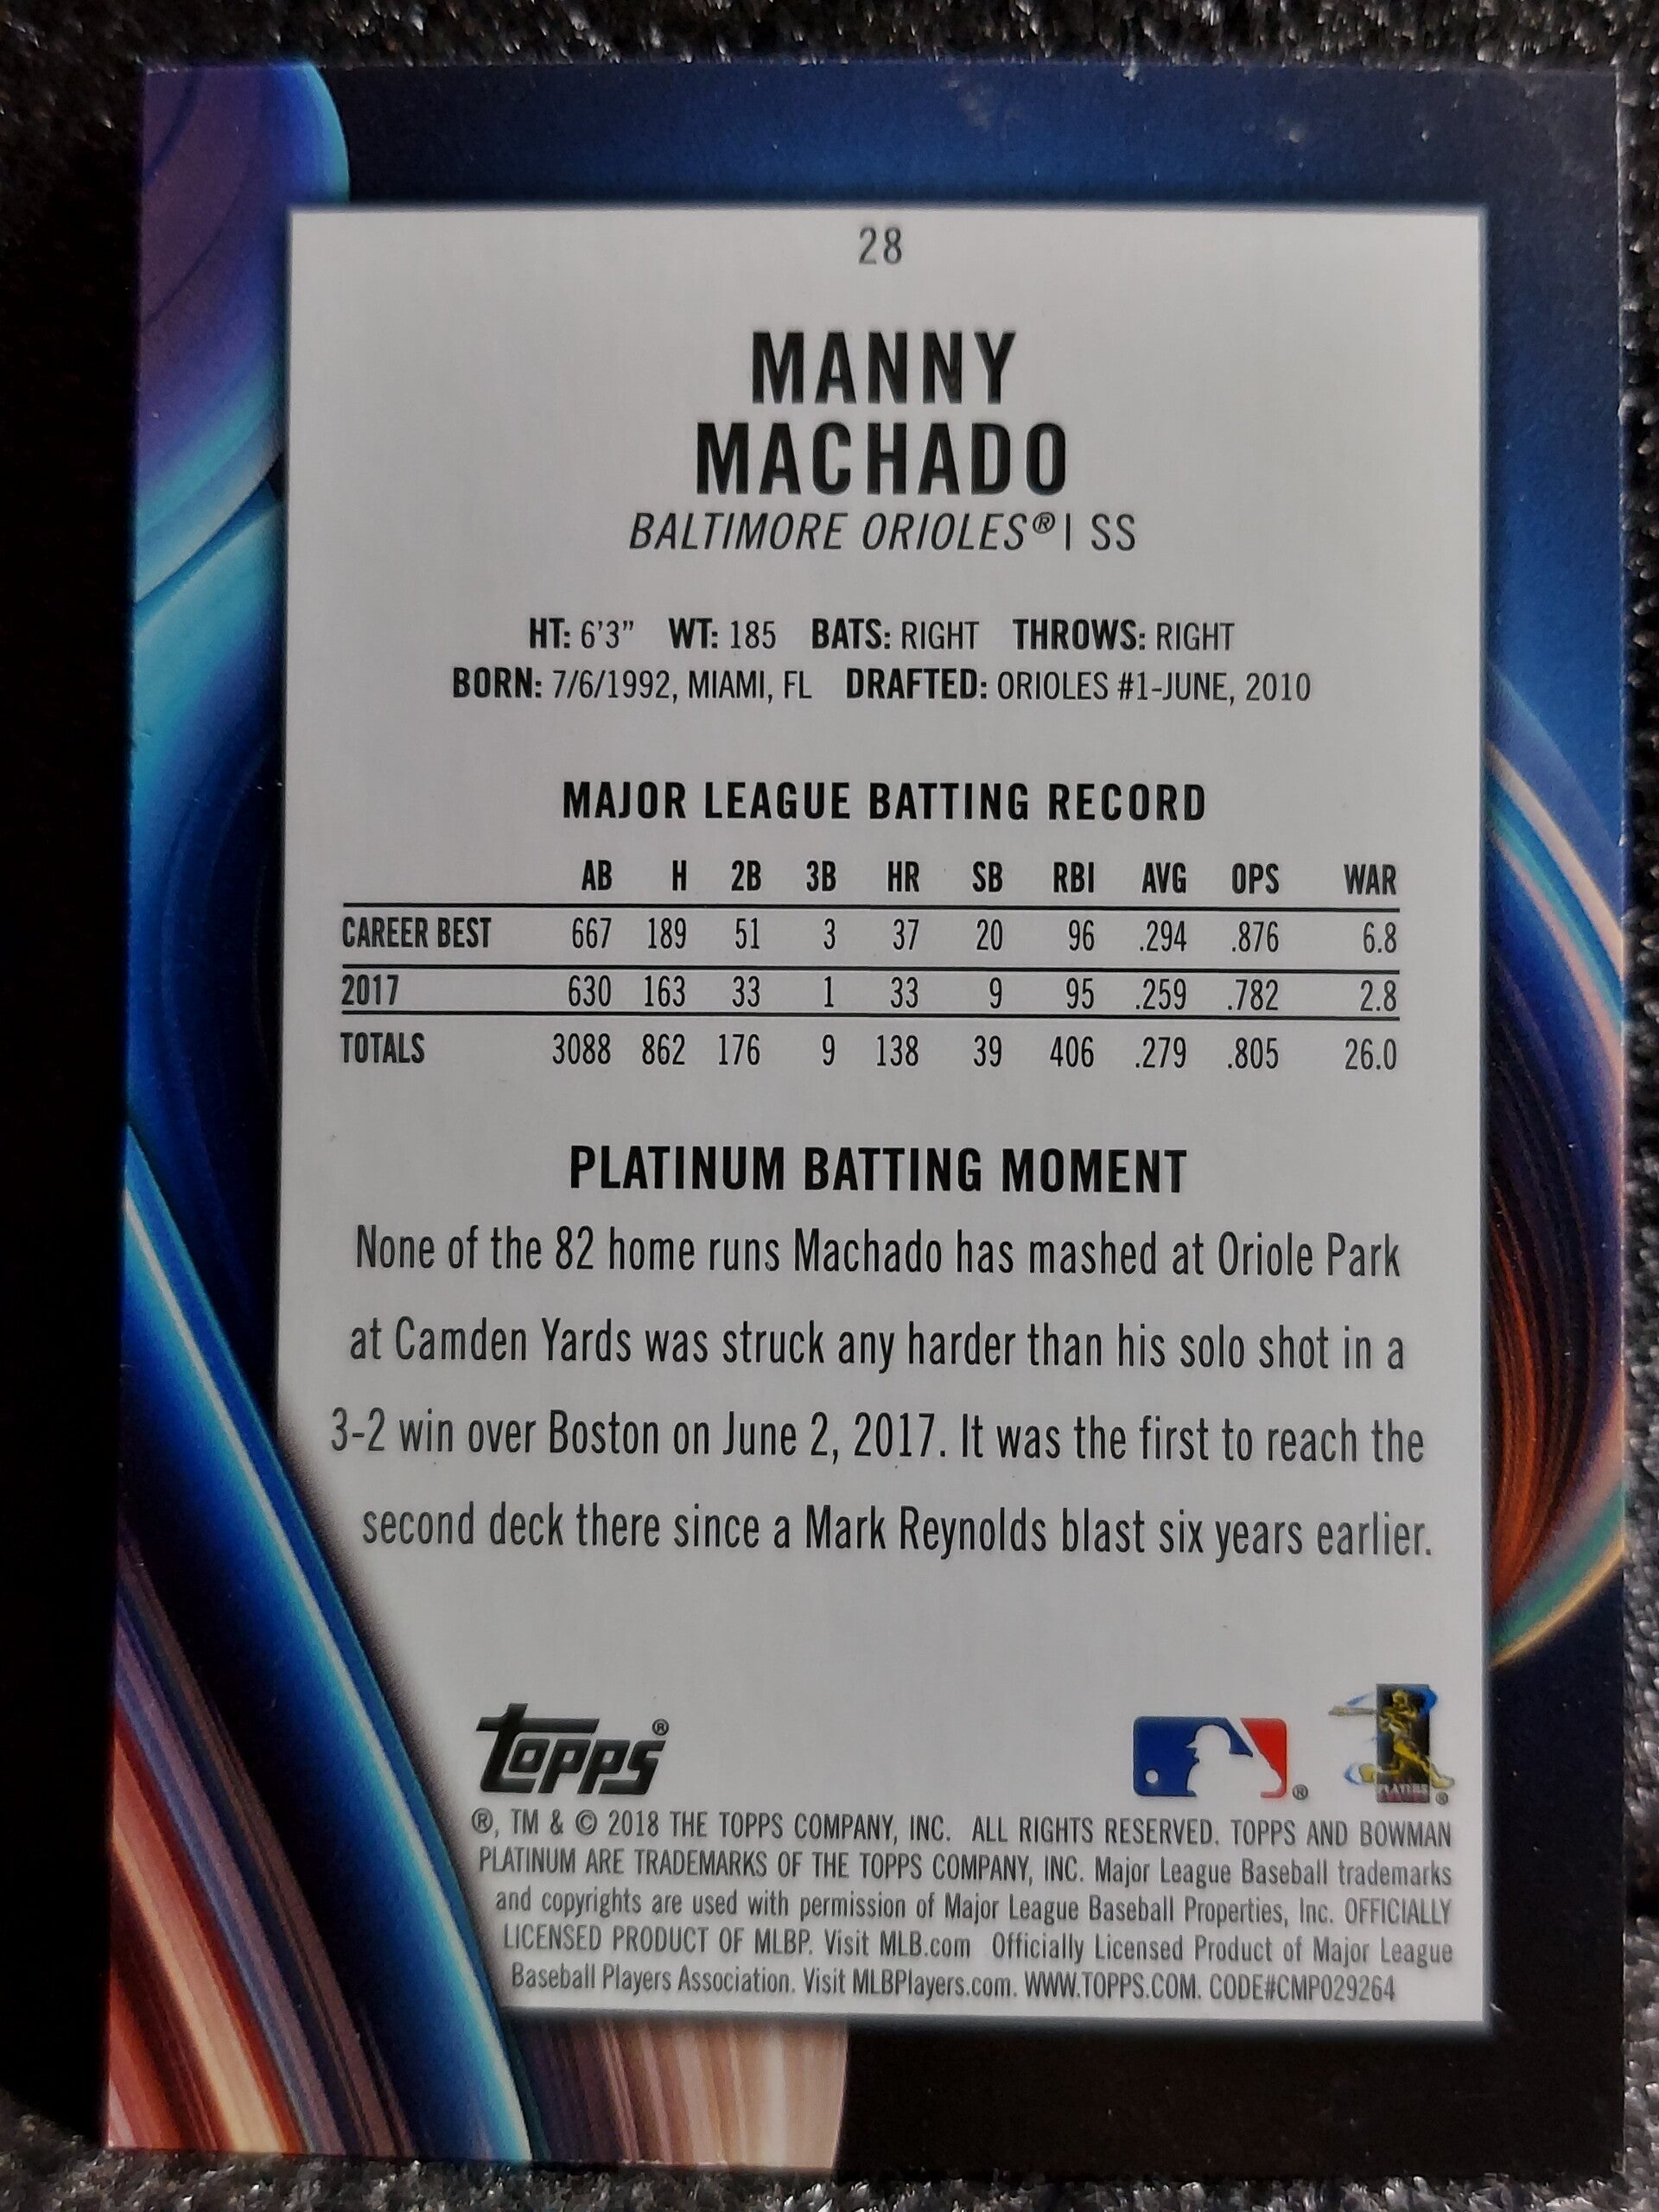 28
MANNY
MACHADO
BALTIMORE ORIOLES® | SS
HT: 6'3" WT: 185 BATS: RIGHT THROWS: RIGHT
BORN: 7/6/1992, MIAMI, FL DRAFTED: ORIOLES #1-JUNE, 2010
MAJOR LEAGUE BATTING RECORD
AB H 2B 3B HR SB RBI AVG OPS WAR
CAREER BEST 667 189 51 3 37 20 96 .294 .876 6.8
2017 630 163 33 1 33 9 95 .259 .782 2.8
TOTALS 3088 862 176 9 138 39 406 .279 .805 26.0
PLATINUM BATTING MOMENT
None of the 82 home runs Machado has mashed at Oriole Park
at Camden Yards was struck any harder than his solo shot in a
3-2 win over Boston on June 2, 2017. It was the first to reach the
second deck there since a Mark Reynolds blast six years earlier.
topps®
®
PLAYERS ®
®, TM & © 2018 THE TOPPS COMPANY, INC. ALL RIGHTS RESERVED. TOPPS AND BOWMAN
PLATINUM ARE TRADEMARKS OF THE TOPPS COMPANY, INC. Major League Baseball trademarks
and copyrights are used with permission of Major League Baseball Properties, Inc. OFFICIALLY
LICENSED PRODUCT OF MLBP. Visit MLB.com Officially Licensed Product of Major League
Baseball Players Association. Visit MLBPlayers.com. WWW.TOPPS.COM. CODE#CMP029264